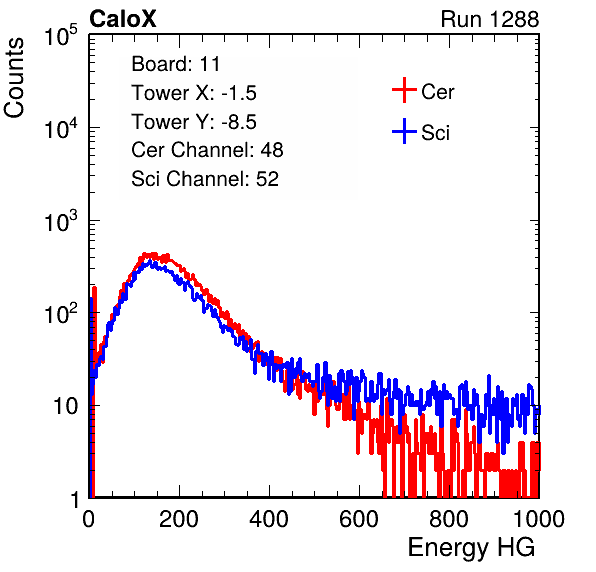 CaloX Run 1288
Counts
Board: 11
Tower X: -1.5
Tower Y: -8.5
Cer Channel: 48
Sci Channel: 52
Cer
Sci
10^5
10^4
10^3
10^2
10
1
0 200 400 600 800 1000
Energy HG